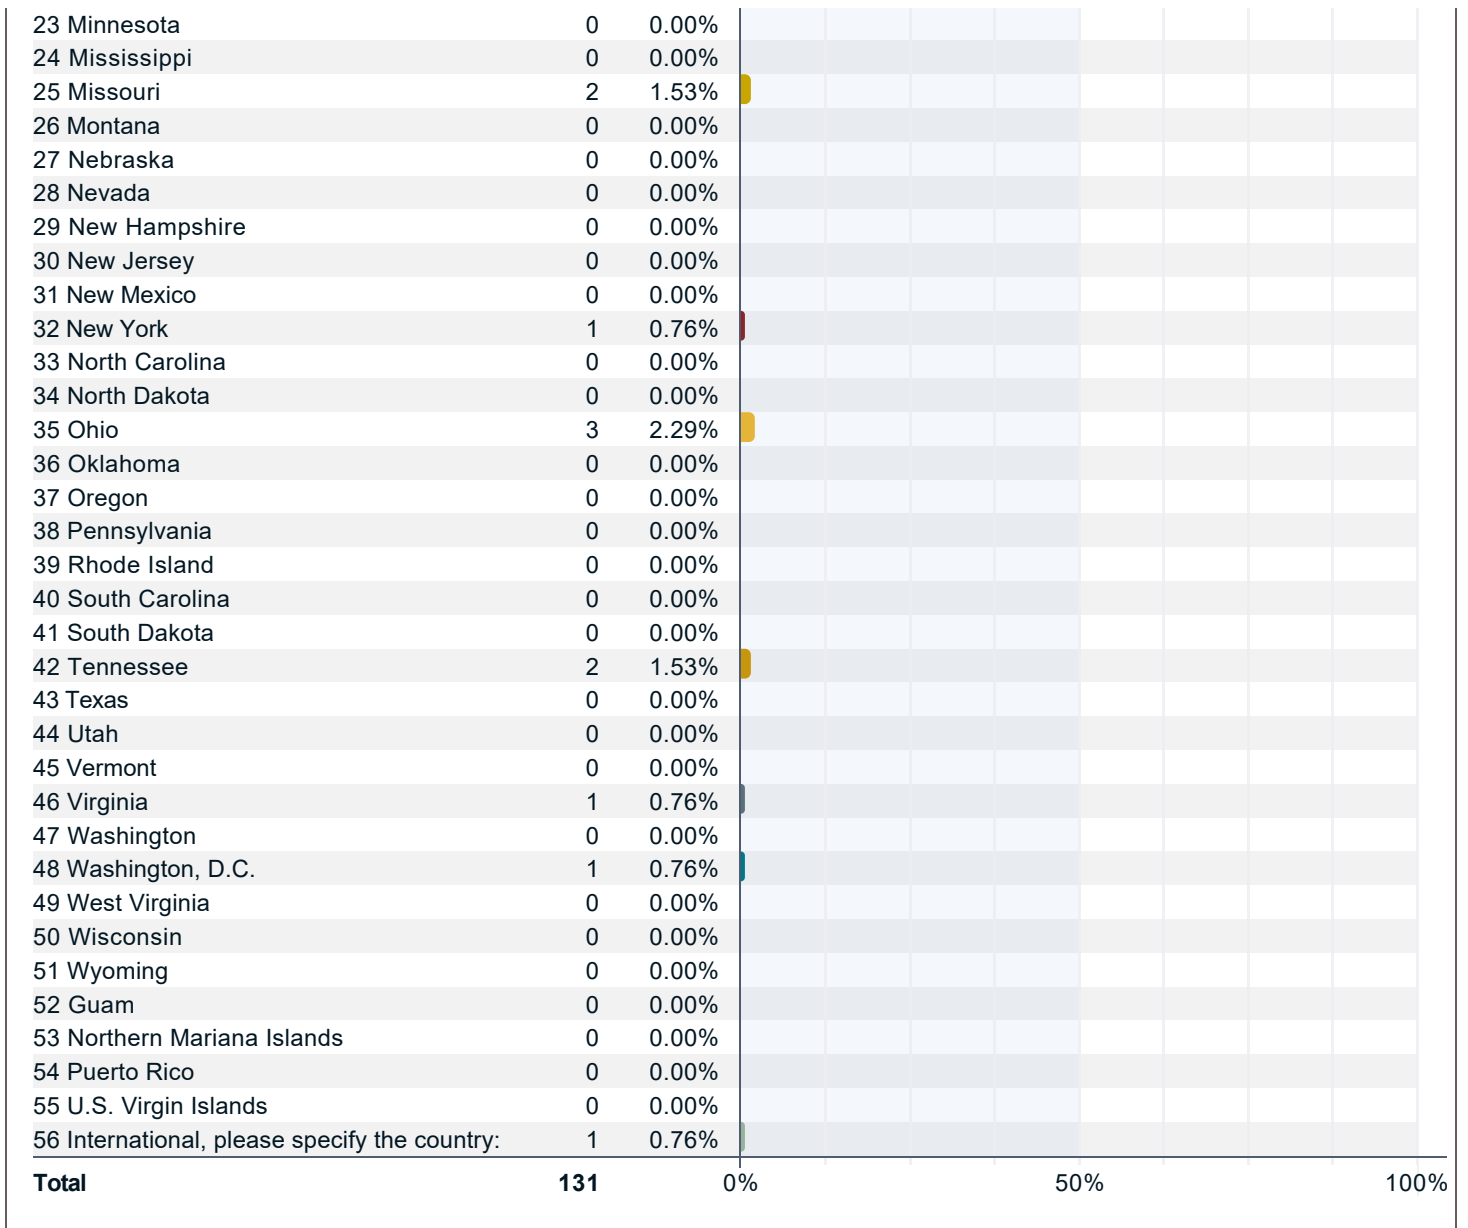 23 Minnesota 0 0.00%
24 Mississippi 0 0.00%
25 Missouri 2 1.53%
26 Montana 0 0.00%
27 Nebraska 0 0.00%
28 Nevada 0 0.00%
29 New Hampshire 0 0.00%
30 New Jersey 0 0.00%
31 New Mexico 0 0.00%
32 New York 1 0.76%
33 North Carolina 0 0.00%
34 North Dakota 0 0.00%
35 Ohio 3 2.29%
36 Oklahoma 0 0.00%
37 Oregon 0 0.00%
38 Pennsylvania 0 0.00%
39 Rhode Island 0 0.00%
40 South Carolina 0 0.00%
41 South Dakota 0 0.00%
42 Tennessee 2 1.53%
43 Texas 0 0.00%
44 Utah 0 0.00%
45 Vermont 0 0.00%
46 Virginia 1 0.76%
47 Washington 0 0.00%
48 Washington, D.C. 1 0.76%
49 West Virginia 0 0.00%
50 Wisconsin 0 0.00%
51 Wyoming 0 0.00%
52 Guam 0 0.00%
53 Northern Mariana Islands 0 0.00%
54 Puerto Rico 0 0.00%
55 U.S. Virgin Islands 0 0.00%
56 International, please specify the country: 1 0.76%
Total 131 0% 50% 100%